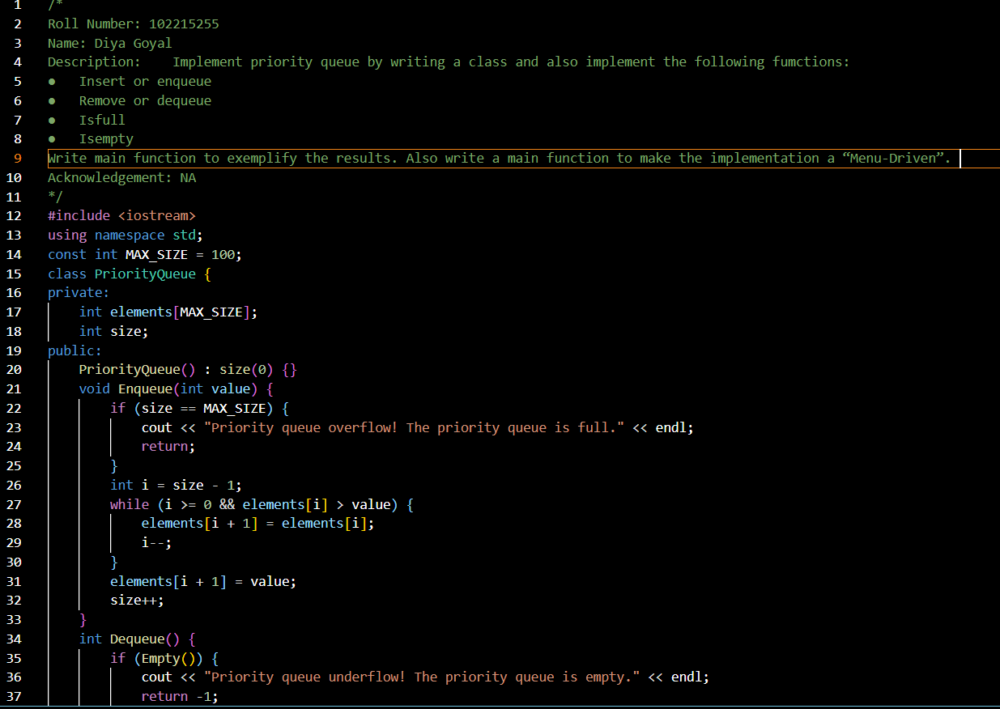 1 /*
2 Roll Number: 102215255
3 Name: Diya Goyal
4 Description:    Implement priority queue by writing a class and also implement the following fumctions:
5 ●   Insert or enqueue
6 ●   Remove or dequeue
7 ●   Isfull
8 ●   Isempty
9 Write main function to exemplify the results. Also write a main function to make the implementation a “Menu-Driven”.
10 Acknowledgement: NA
11 */
12 #include <iostream>
13 using namespace std;
14 const int MAX_SIZE = 100;
15 class PriorityQueue {
16 private:
17     int elements[MAX_SIZE];
18     int size;
19 public:
20     PriorityQueue() : size(0) {}
21     void Enqueue(int value) {
22         if (size == MAX_SIZE) {
23             cout << "Priority queue overflow! The priority queue is full." << endl;
24             return;
25         }
26         int i = size - 1;
27         while (i >= 0 && elements[i] > value) {
28             elements[i + 1] = elements[i];
29             i--;
30         }
31         elements[i + 1] = value;
32         size++;
33     }
34     int Dequeue() {
35         if (Empty()) {
36             cout << "Priority queue underflow! The priority queue is empty." << endl;
37             return -1;